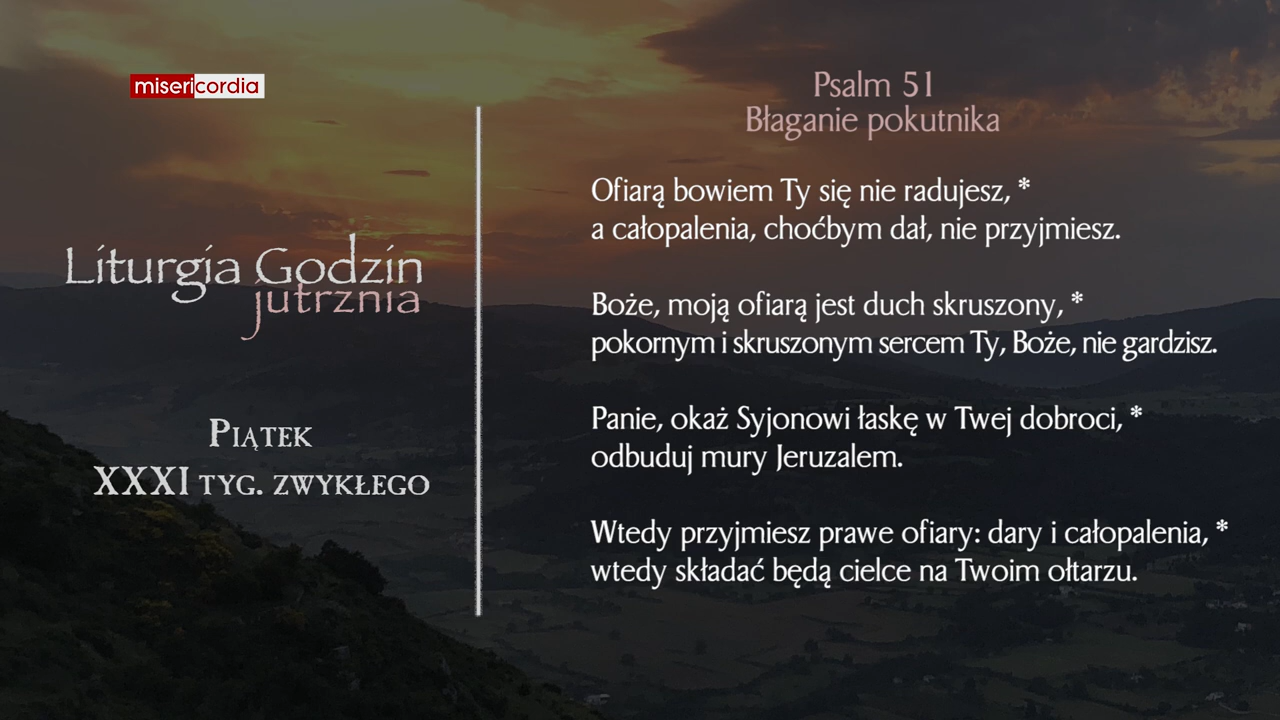 misericordia
Liturgia Godzin
jutrznia
Piątek
XXXI tyg. zwykłego
Psalm 51
Błaganie pokutnika
Ofiarą bowiem Ty się nie radujesz, *
a całopalenia, choćbym dał, nie przyjmiesz.
Boże, moją ofiarą jest duch skruszony, *
pokornym i skruszonym sercem Ty, Boże, nie gardzisz.
Panie, okaż Syjonowi łaskę w Twej dobroci, *
odbuduj mury Jeruzalem.
Wtedy przyjmiesz prawe ofiary: dary i całopalenia, *
wtedy składać będą cielce na Twoim ołtarzu.